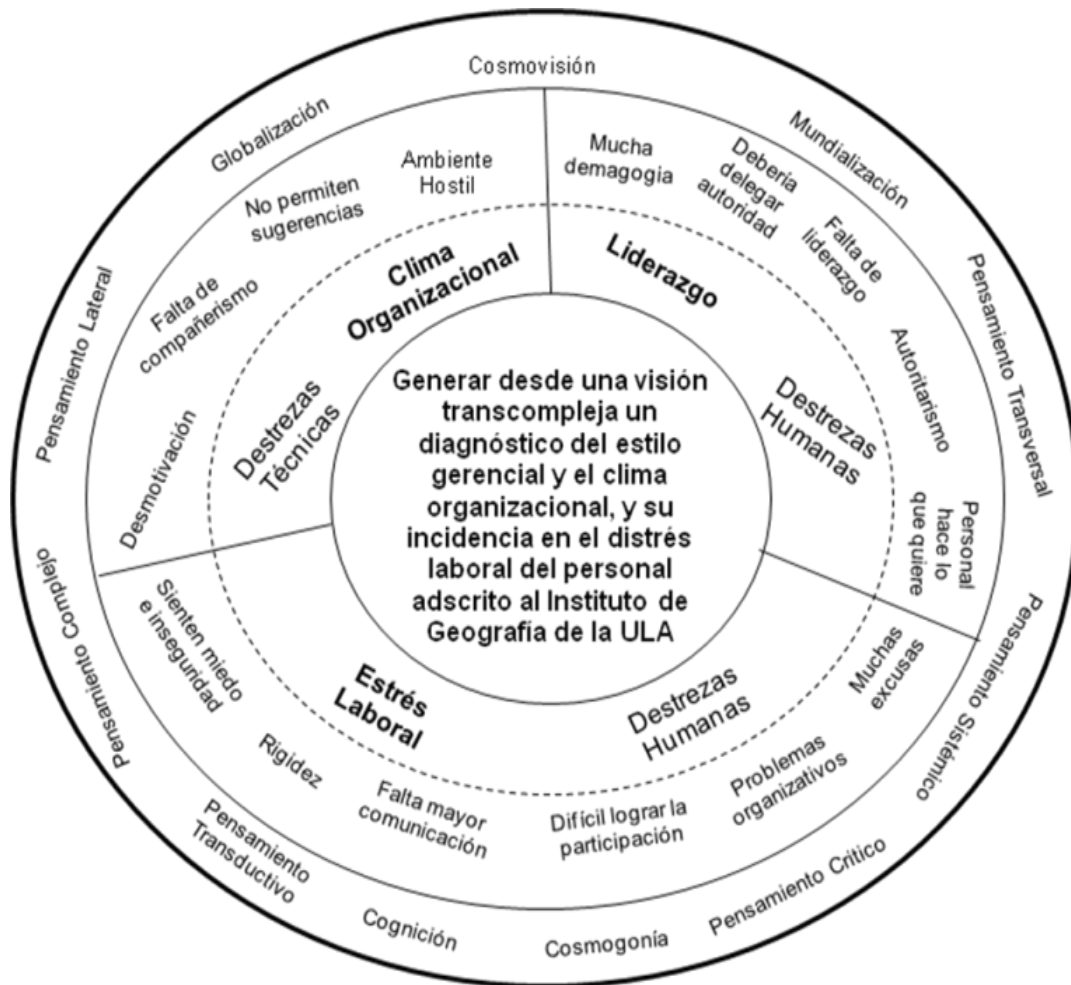 Cosmovisión
Mundialización
Pensamiento Transversal
Pensamiento Sistémico
Pensamiento Crítico
Cosmogonía
Cognición
Pensamiento
Transductivo
Pensamiento Complejo
Pensamiento Lateral
Globalización
Ambiente
Hostil
No permiten
sugerencias
Falta de
compañerismo
Desmotivación
Clima
Organizacional
Destrezas
Técnicas
Mucha
demagogia
Debería
delegar
autoridad
Falta de
liderazgo
Autoritarismo
Personal
hace lo
que quiere
Liderazgo
Destrezas
Humanas
Generar desde una visión
transcompleja un
diagnóstico del estilo
gerencial y el clima
organizacional, y su
incidencia en el distrés
laboral del personal
adscrito al Instituto de
Geografía de la ULA
Estrés
Laboral
Destrezas
Humanas
Sienten miedo
e inseguridad
Rigidez
Falta mayor
comunicación
Difícil lograr la
participación
Problemas
organizativos
Muchas
excusas